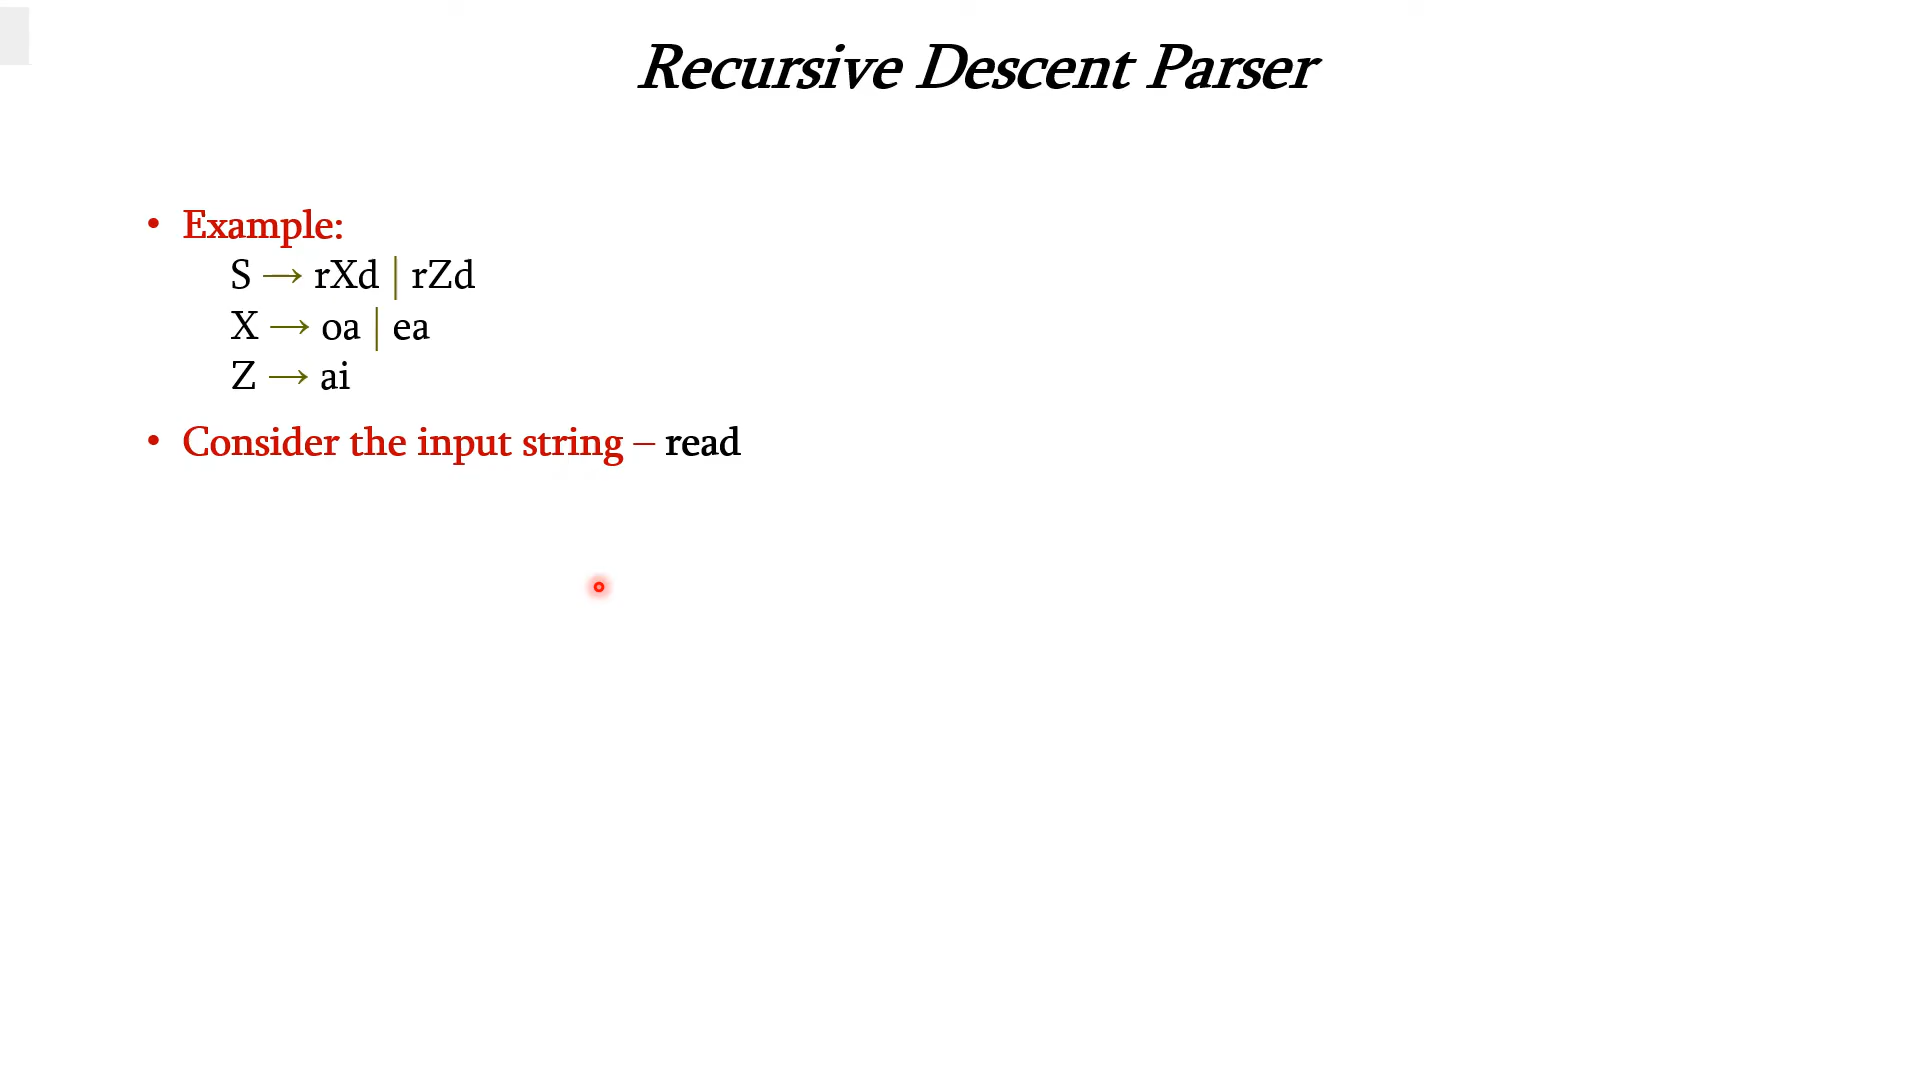 Recursive Descent Parser
• Example:
S → rXd | rZd
X → oa | ea
Z → ai
• Consider the input string – read